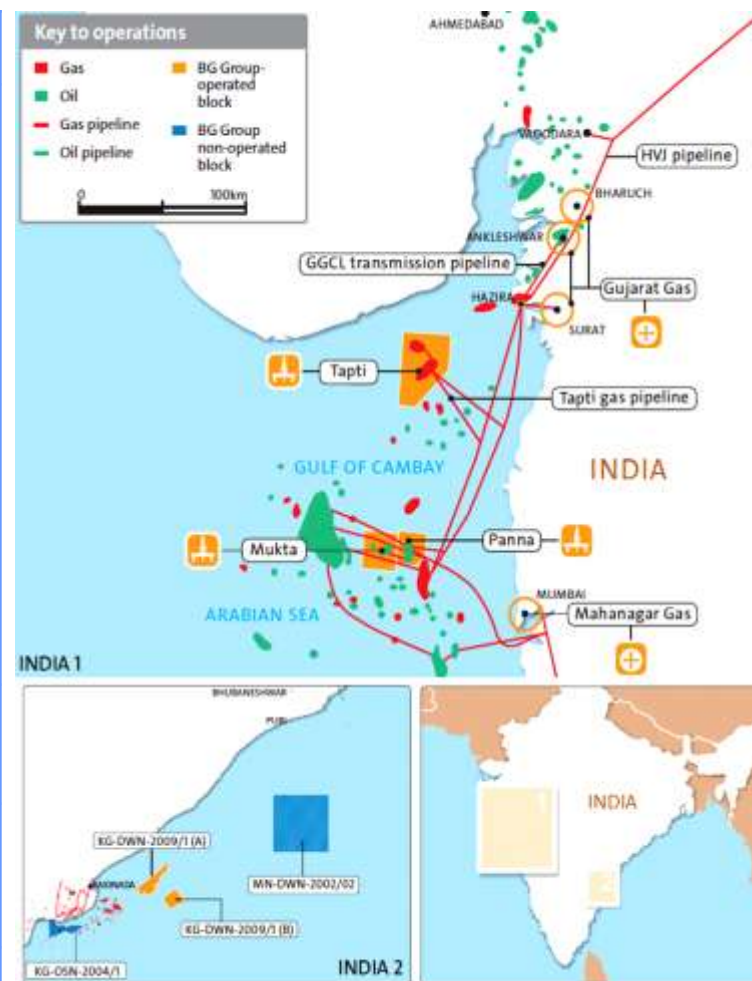 Key to operations
Gas
Oil
Gas pipeline
Oil pipeline
BG Group-
operated
block
BG Group
non-operated
block
0
100km
AHMEDABAD
VADODARA
HVJ pipeline
BHARUCH
ANKLESHWAR
GGCL transmission pipeline
HAZIRA
Gujarat Gas
SURAT
Tapti
Tapti gas pipeline
GULF OF CAMBAY
INDIA
Mukta
Panna
ARABIAN SEA
MUMBAI
Mahanagar Gas
INDIA 1
BHUBANESHWAR
PURI
KG-DWN-2009/1 (A)
KAKINADA
MN-DWN-2002/02
KG-DWN-2009/1 (B)
KG-OSN-2004/1
INDIA 2
INDIA
1
2